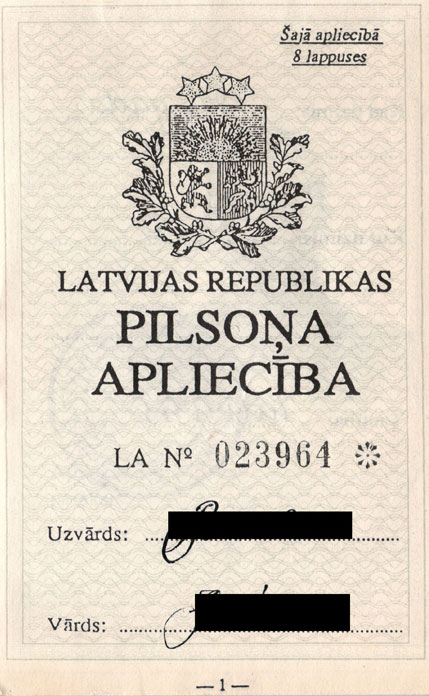 Šajā apliecībā
8 lappuses
LATVIJAS REPUBLIKAS
PILSOŅA
APLIECĪBA
LA Nº 023964 ✻
Uzvārds:
Vārds:
— 1 —